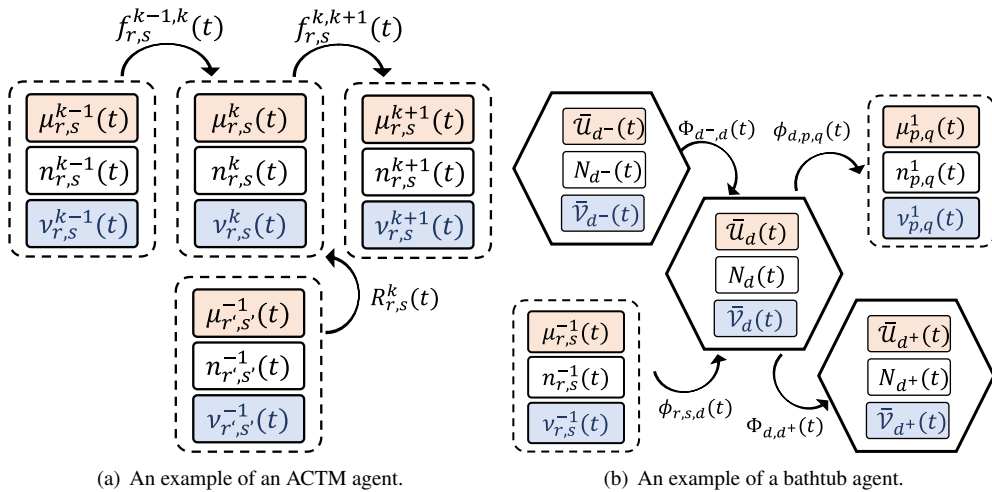 f_{r,s}^{k-1,k}(t)
f_{r,s}^{k,k+1}(t)
μ_{r,s}^{k-1}(t)
n_{r,s}^{k-1}(t)
ν_{r,s}^{k-1}(t)
μ_{r,s}^{k}(t)
n_{r,s}^{k}(t)
ν_{r,s}^{k}(t)
μ_{r,s}^{k+1}(t)
n_{r,s}^{k+1}(t)
ν_{r,s}^{k+1}(t)
R_{r,s}^{k}(t)
μ_{r',s'}^{-1}(t)
n_{r',s'}^{-1}(t)
ν_{r',s'}^{-1}(t)
(a) An example of an ACTM agent.
Ū_{d^-}(t)
N_{d^-}(t)
V̄_{d^-}(t)
Φ_{d^-,d}(t)
ϕ_{d,p,q}(t)
μ_{p,q}^{1}(t)
n_{p,q}^{1}(t)
ν_{p,q}^{1}(t)
Ū_{d}(t)
N_{d}(t)
V̄_{d}(t)
μ_{r,s}^{-1}(t)
n_{r,s}^{-1}(t)
ν_{r,s}^{-1}(t)
ϕ_{r,s,d}(t)
Φ_{d,d^+}(t)
Ū_{d^+}(t)
N_{d^+}(t)
V̄_{d^+}(t)
(b) An example of a bathtub agent.